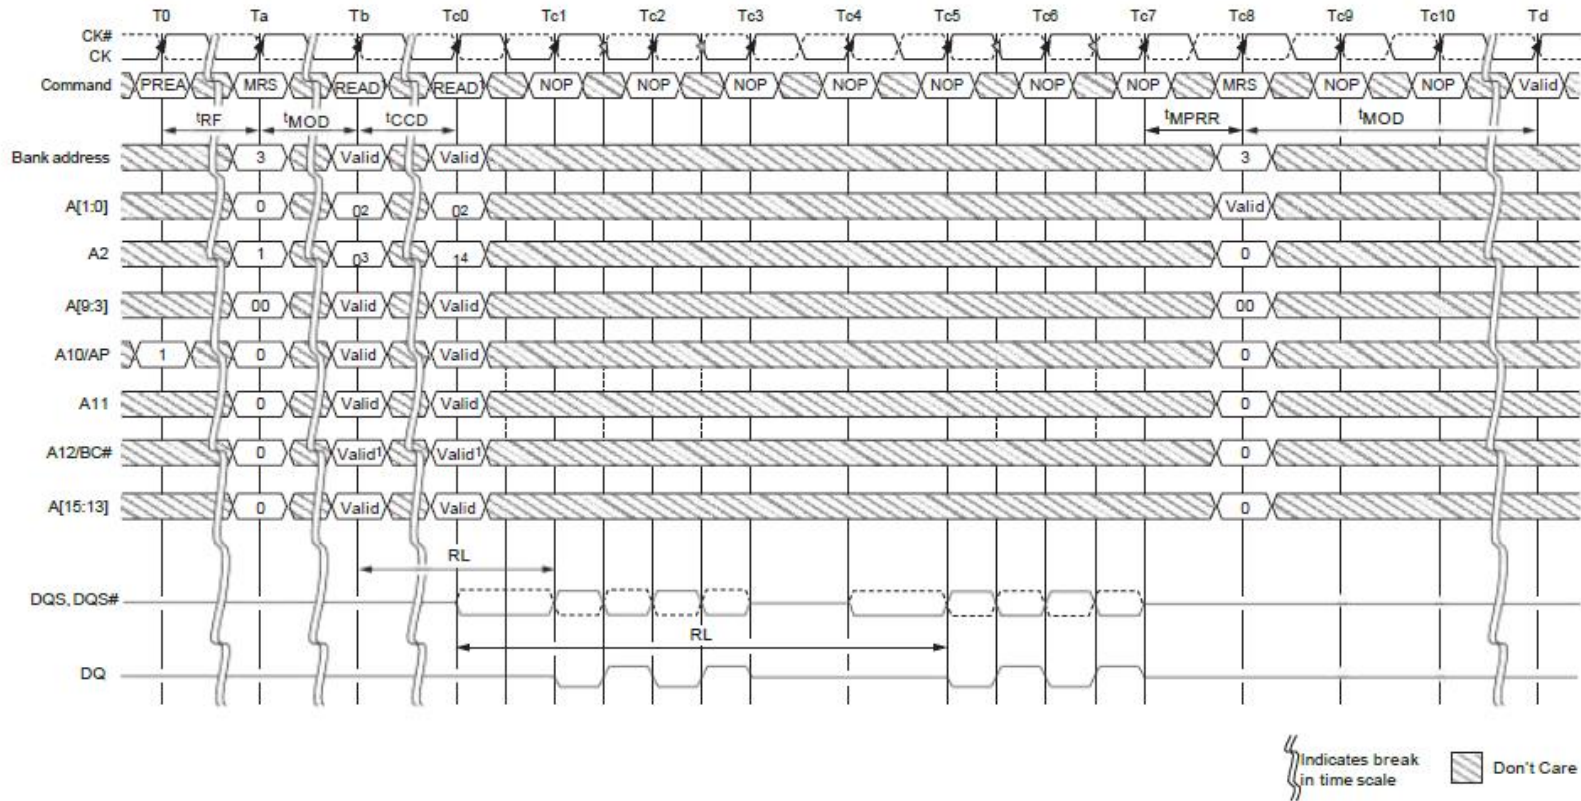 T0 Ta Tb Tc0 Tc1 Tc2 Tc3 Tc4 Tc5 Tc6 Tc7 Tc8 Tc9 Tc10 Td
CK#
CK
Command PREA MRS READ¹ READ¹ NOP NOP NOP NOP NOP NOP NOP MRS NOP NOP Valid
tRF tMOD tCCD tMPRR tMOD
Bank address 3 Valid Valid 3
A[1:0] 0 0² 0² Valid
A2 1 0³ 1⁴ 0
A[9:3] 00 Valid Valid 00
A10/AP 1 0 Valid Valid 0
A11 0 Valid Valid 0
A12/BC# 0 Valid¹ Valid¹ 0
A[15:13] 0 Valid Valid 0
RL
DQS, DQS#
RL
DQ
Indicates break
in time scale
Don't Care